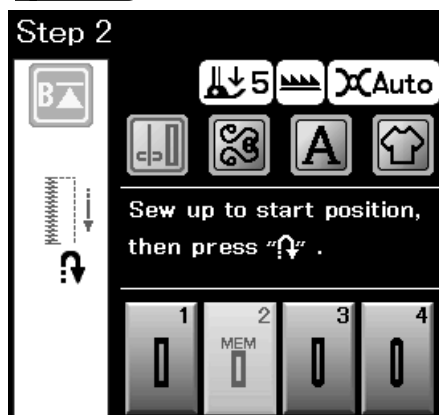 Step 2
B
5
Auto
A
Sew up to start position,
then press “ ” .
1
2
3
4
MEM